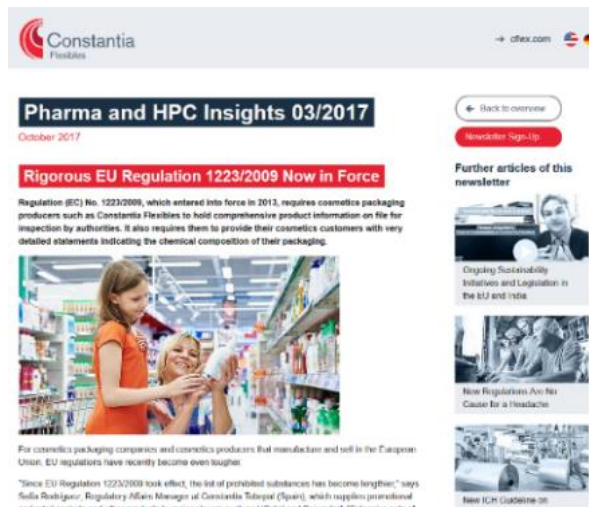 Constantia
Flexibles
→ cflex.com
Pharma and HPC Insights 03/2017
October 2017
Rigorous EU Regulation 1223/2009 Now in Force
Regulation (EC) No. 1223/2009, which entered into force in 2013, requires cosmetics packaging
producers such as Constantia Flexibles to hold comprehensive product information on file for
inspection by authorities. It also requires them to provide their cosmetics customers with very
detailed statements indicating the chemical composition of their packaging.
For cosmetics packaging companies and cosmetics producers that manufacture and sell in the European
Union, EU regulations have recently become even tougher.
"Since EU Regulation 1223/2009 took effect, the list of prohibited substances has become lengthier," says
Sofía Rodríguez, Regulatory Affairs Manager at Constantia Tobepal (Spain), which supplies promotional
← Back to overview
Newsletter Sign-Up
Further articles of this
newsletter
Ongoing Sustainability
Initiatives and Legislation in
the EU and India
New Regulations Are No
Cause for a Headache
New ICH Guideline on